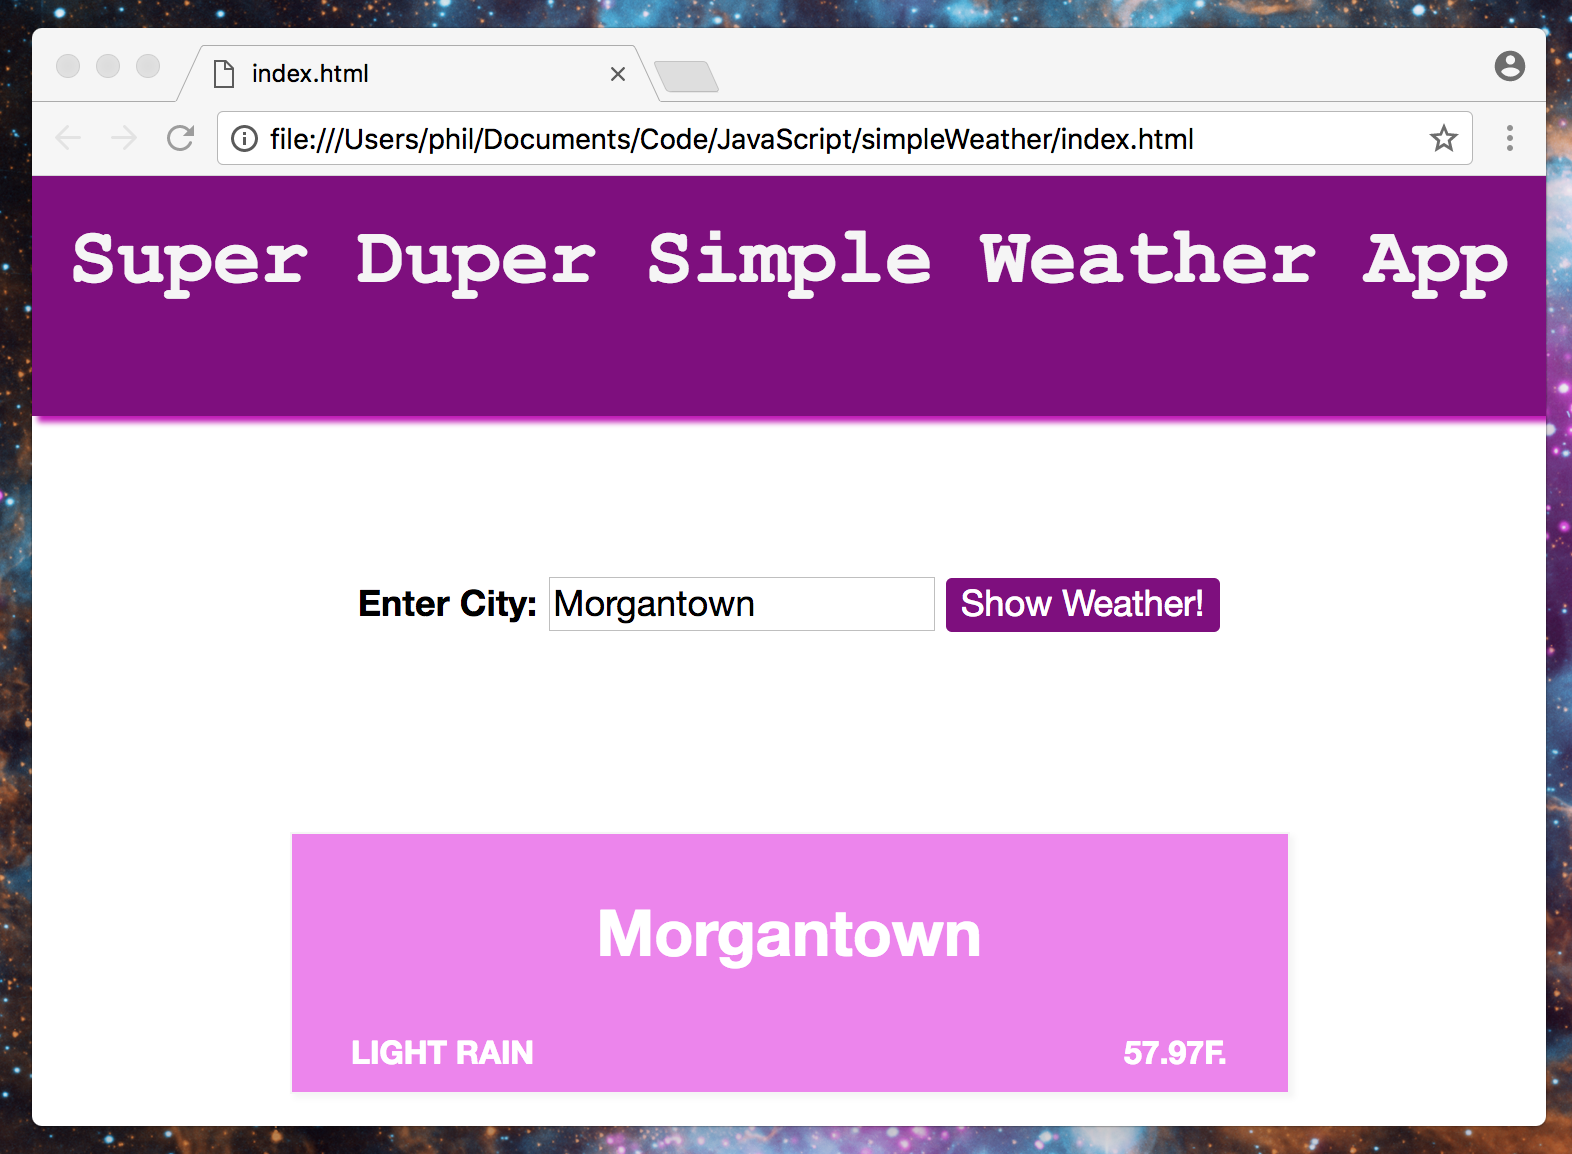 index.html
file:///Users/phil/Documents/Code/JavaScript/simpleWeather/index.html
Super Duper Simple Weather App
Enter City: Morgantown Show Weather!
Morgantown
LIGHT RAIN 57.97F.